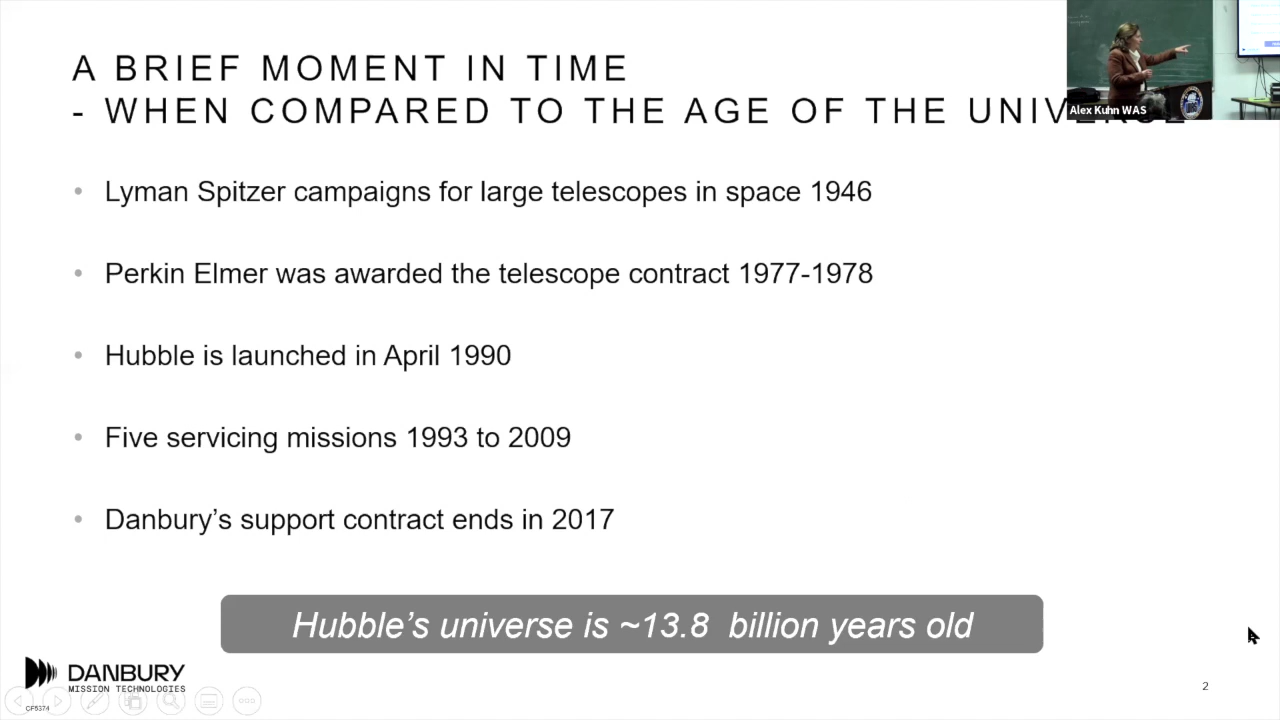 A BRIEF MOMENT IN TIME
- WHEN COMPARED TO THE AGE OF THE UNIVERSE
Alex Kuhn WAS
• Lyman Spitzer campaigns for large telescopes in space 1946
• Perkin Elmer was awarded the telescope contract 1977-1978
• Hubble is launched in April 1990
• Five servicing missions 1993 to 2009
• Danbury’s support contract ends in 2017
Hubble’s universe is ~13.8 billion years old
DANBURY
MISSION TECHNOLOGIES
CF5374
2